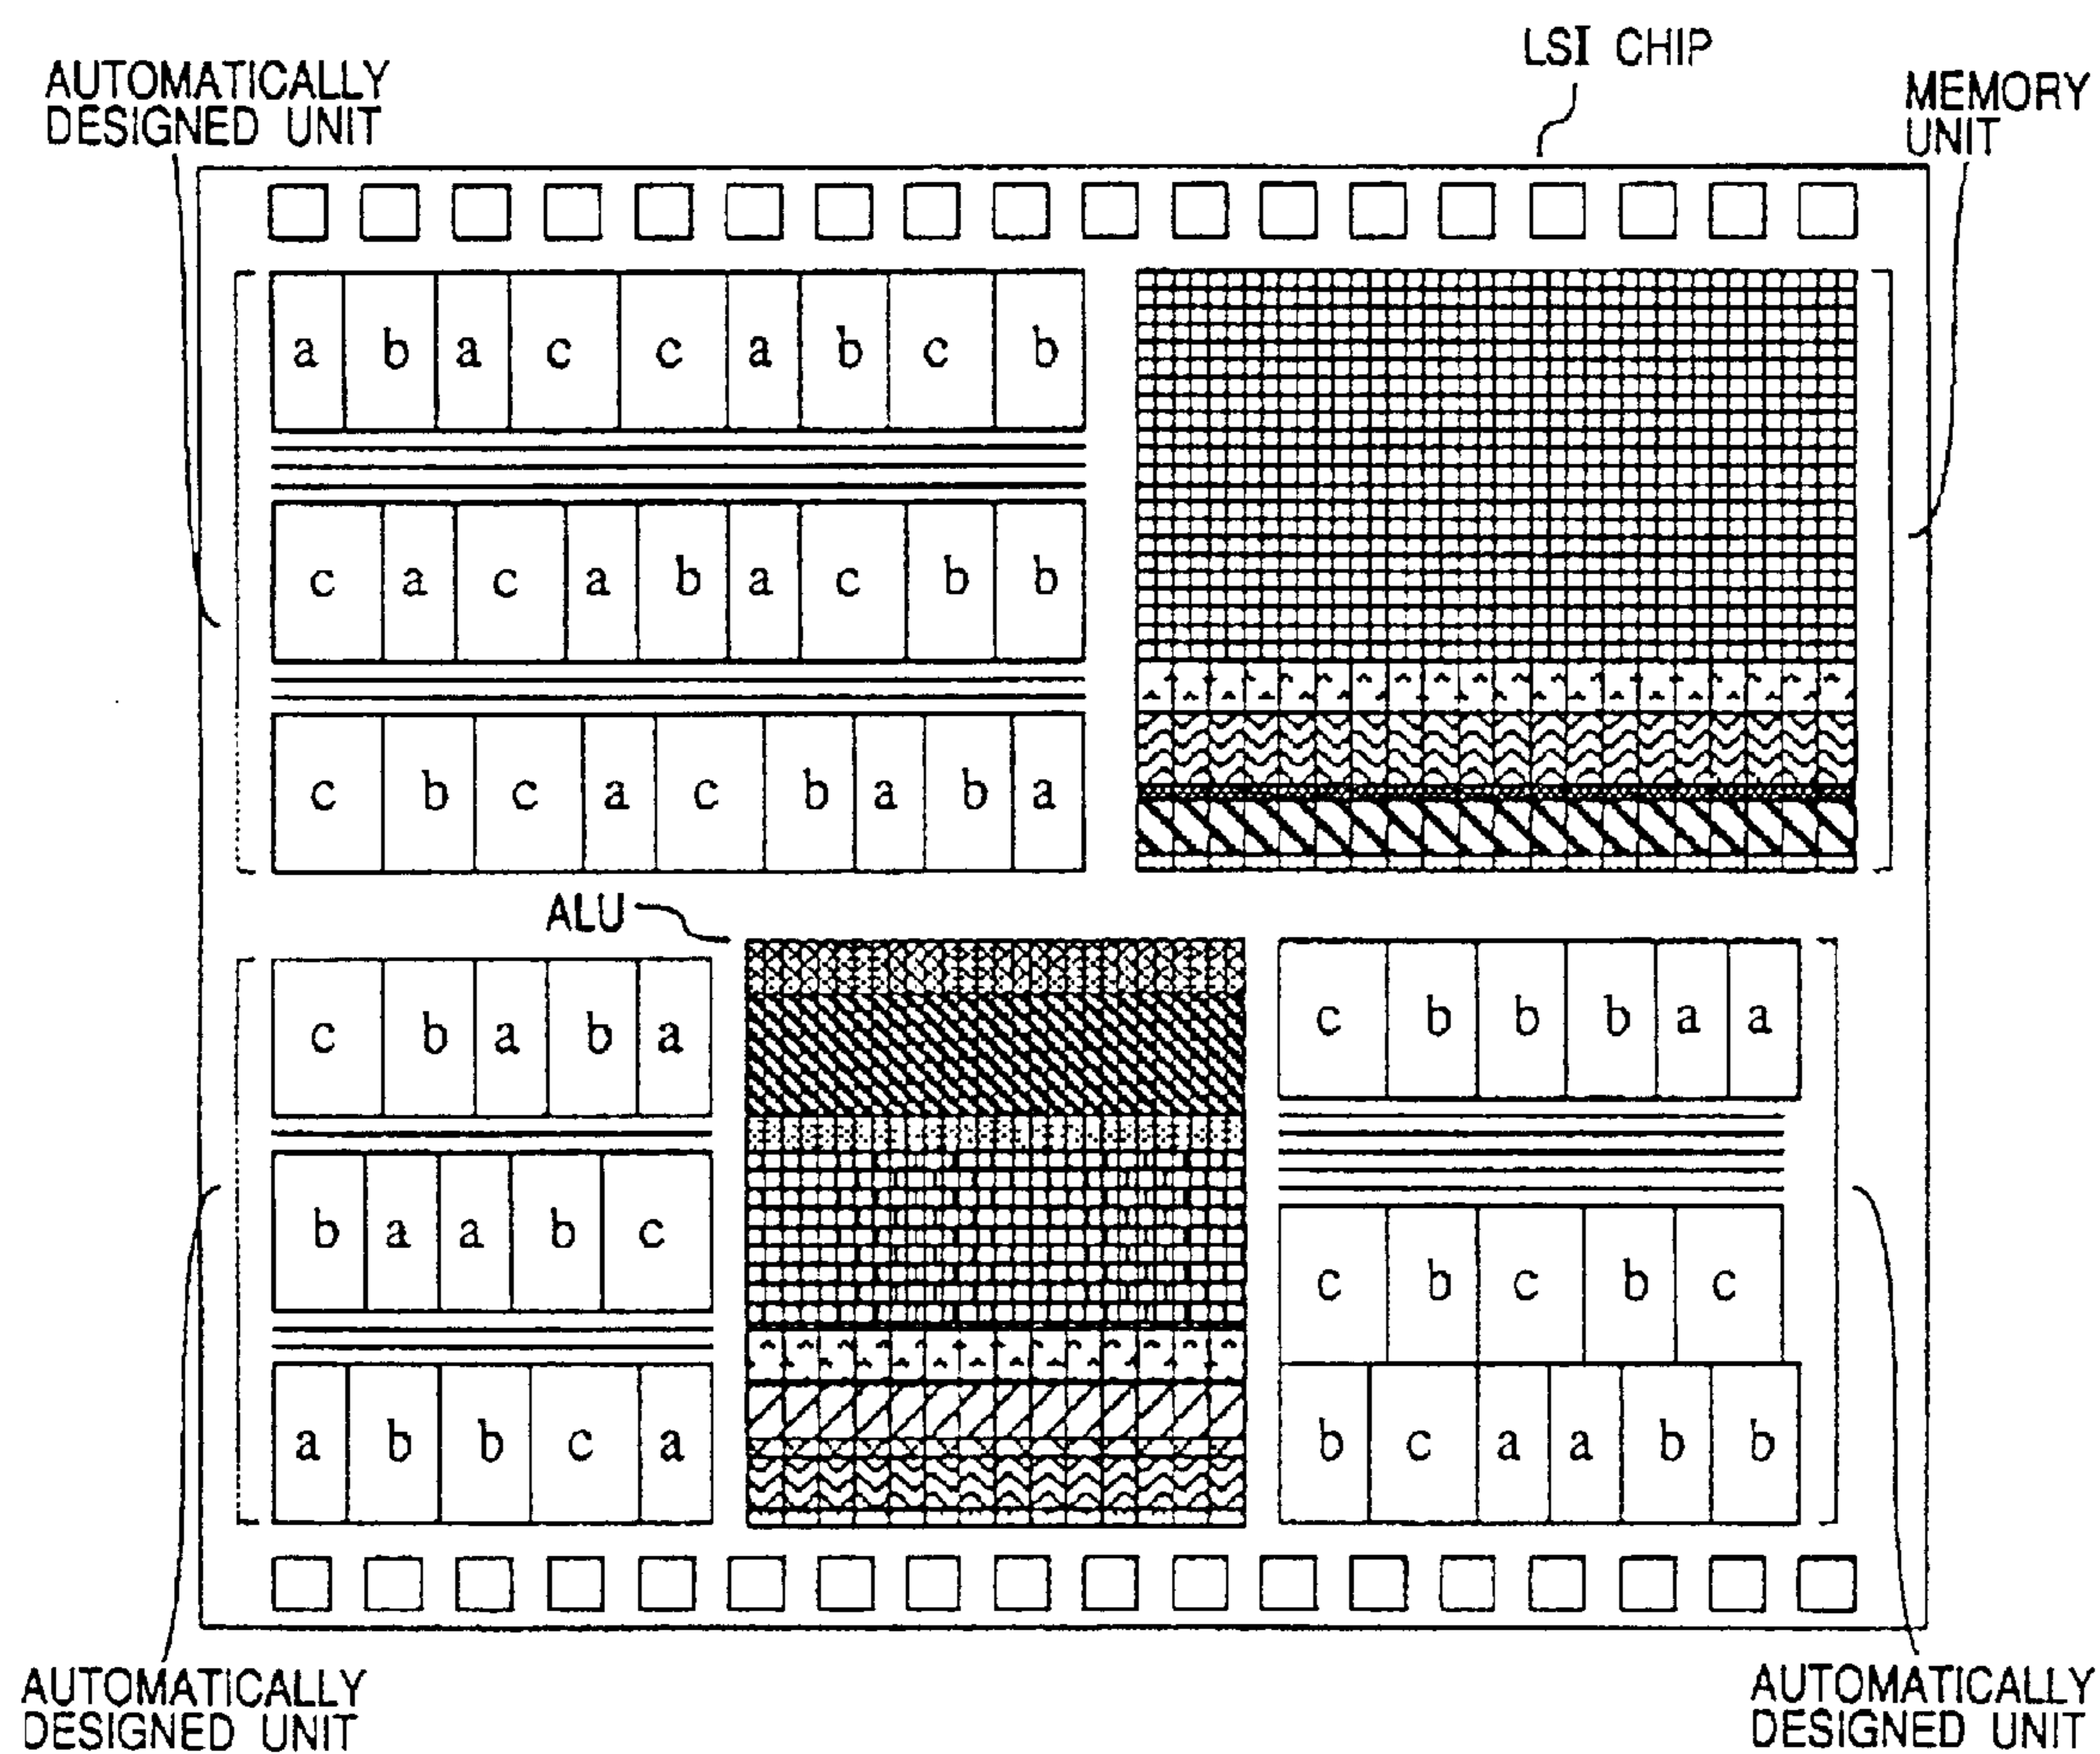 LSI CHIP
AUTOMATICALLY
DESIGNED UNIT
MEMORY
UNIT
a b a c c a b c b
c a c a b a c b b
c b c a c b a b a
ALU
c b a b a
c b b b a a
b a a b c
c b c b c
a b b c a
b c a a b b
AUTOMATICALLY
DESIGNED UNIT
AUTOMATICALLY
DESIGNED UNIT